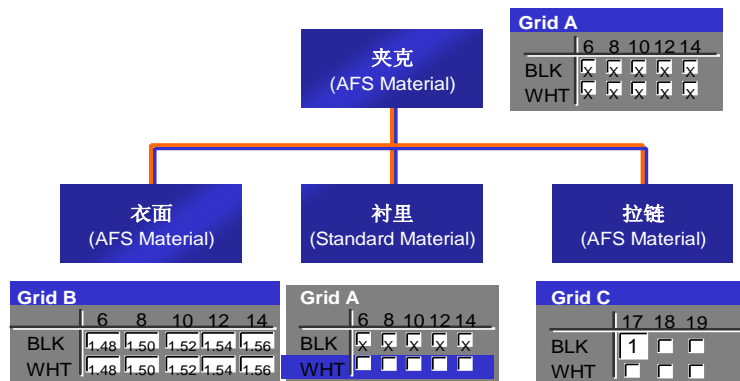 Grid A
6 8 10 12 14
BLK X X X X X
WHT X X X X X
夹克
(AFS Material)
衣面
(AFS Material)
衬里
(Standard Material)
拉链
(AFS Material)
Grid B
6 8 10 12 14
BLK 1.48 1.50 1.52 1.54 1.56
WHT 1.48 1.50 1.52 1.54 1.56
Grid A
6 8 10 12 14
BLK X X X X X
WHT
Grid C
17 18 19
BLK 1
WHT